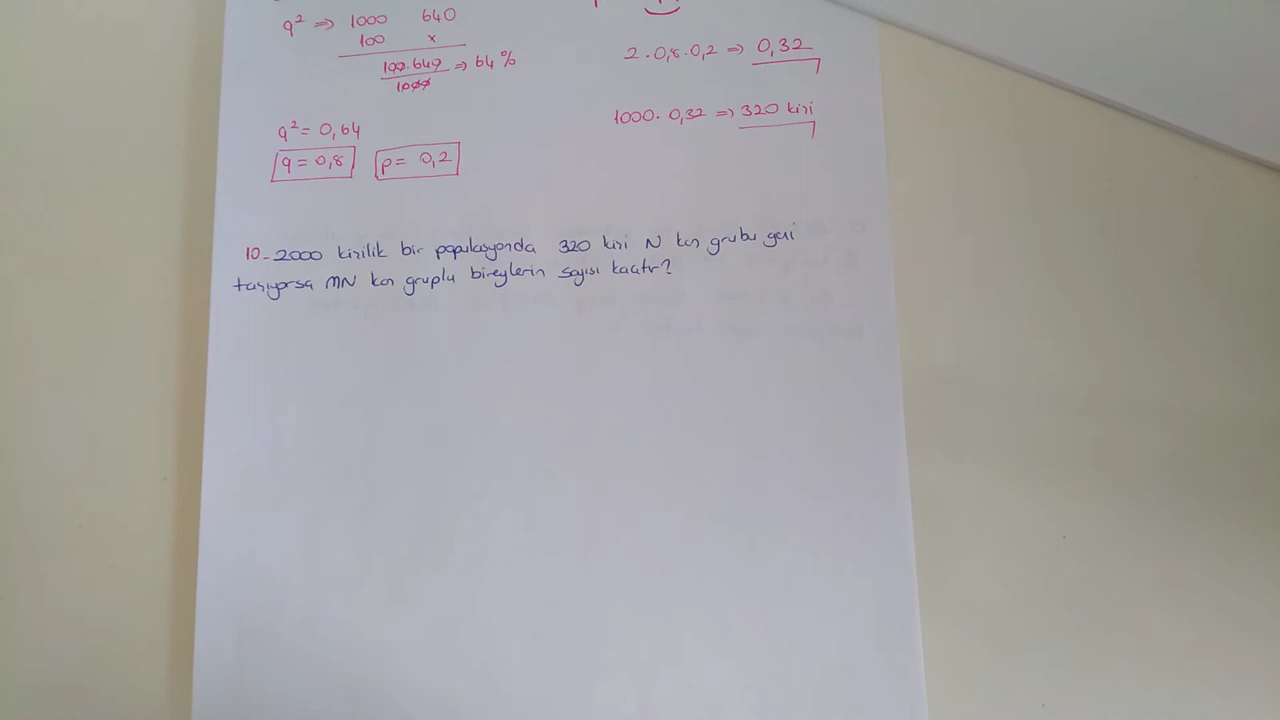 q² ⇒ 1000 640
100 x
100.640 ⇒ 64 %
1000
q² = 0,64
q = 0,8 p = 0,2
2 . 0,8 . 0,2 ⇒ 0,32
1000 . 0,32 ⇒ 320 kişi
10- 2000 kişilik bir populasyonda 320 kişi N kan grubu geni
taşıyorsa MN kan gruplu bireylerin sayısı kaçtır?